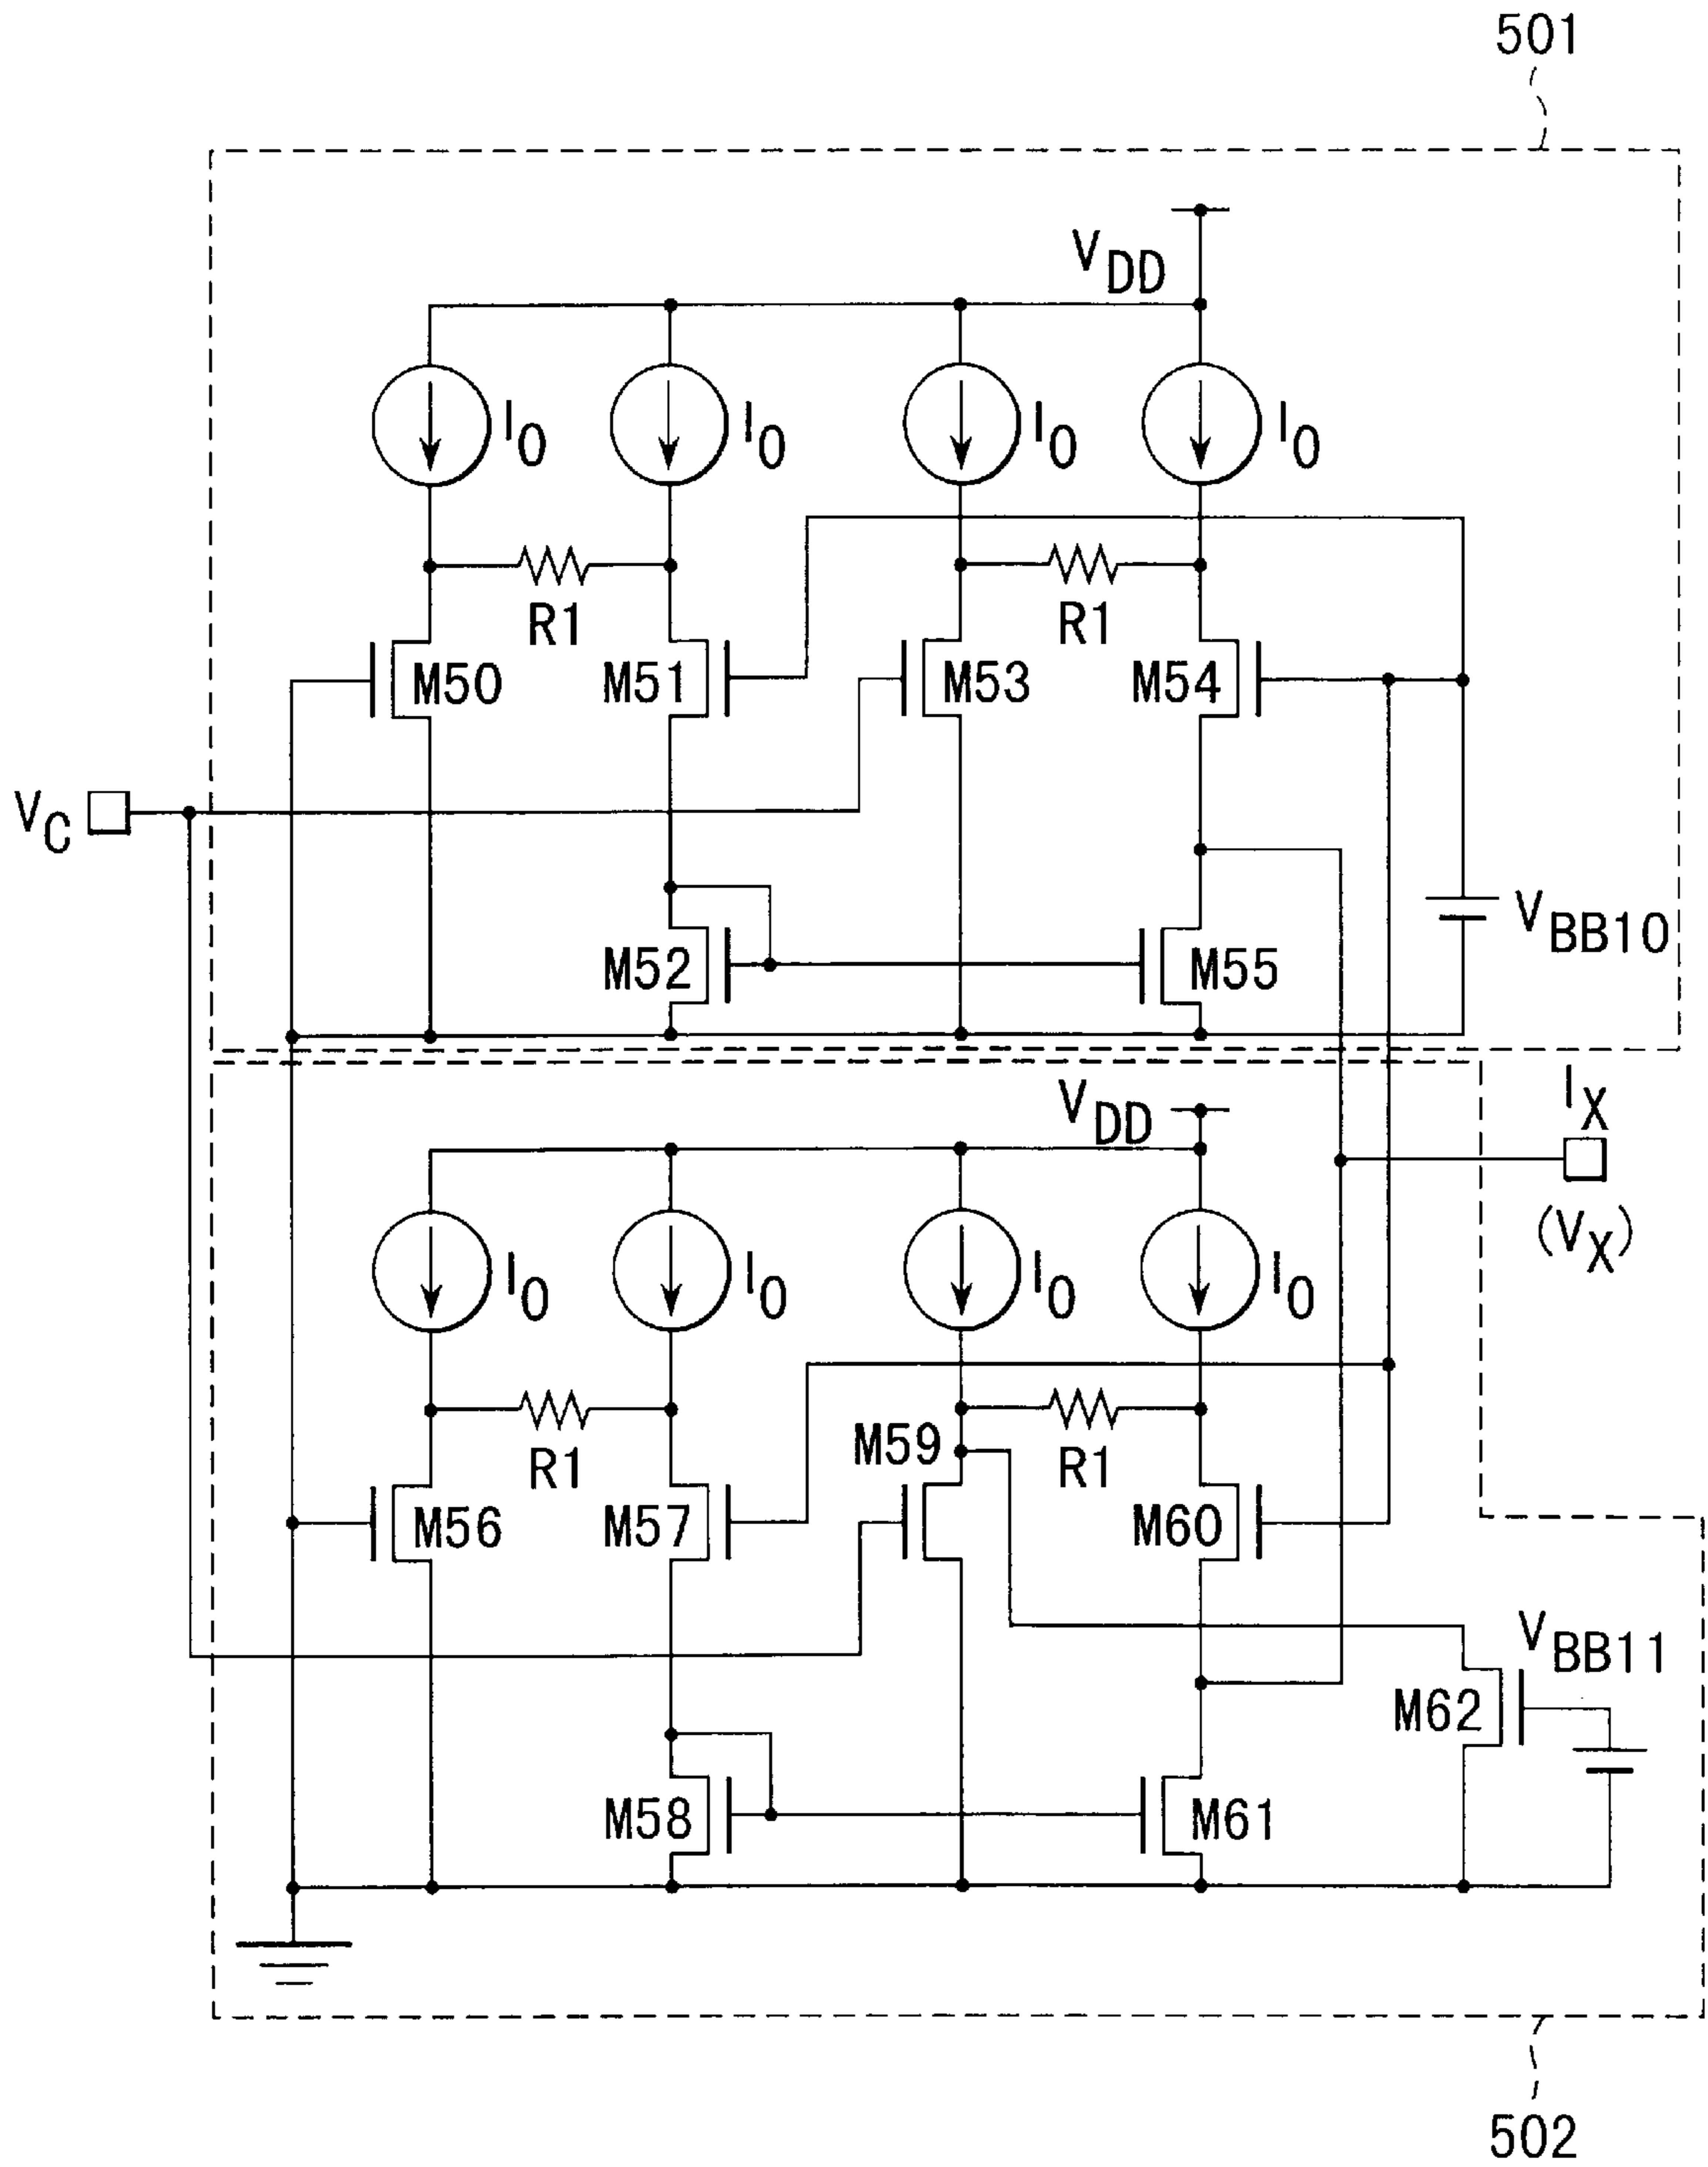 501
VDD
I0 I0 I0 I0
R1 R1
M50 M51 M53 M54
VC
VBB10
M52 M55
VDD
IX
(VX)
I0 I0 I0 I0
M59
R1 R1
M56 M57 M60
VBB11
M62
M58 M61
502